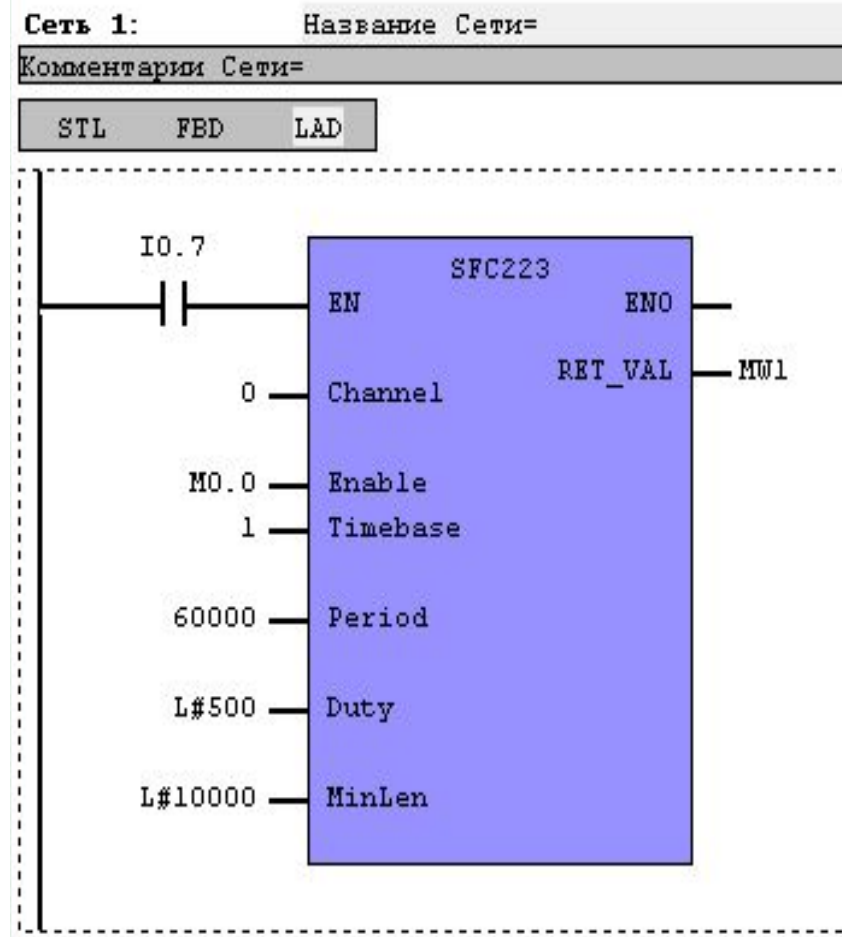 Сеть 1: Название Сети=
Комментарии Сети=
STL FBD LAD
I0.7
SFC223
EN ENO
RET_VAL MW1
0 Channel
M0.0 Enable
1 Timebase
60000 Period
L#500 Duty
L#10000 MinLen